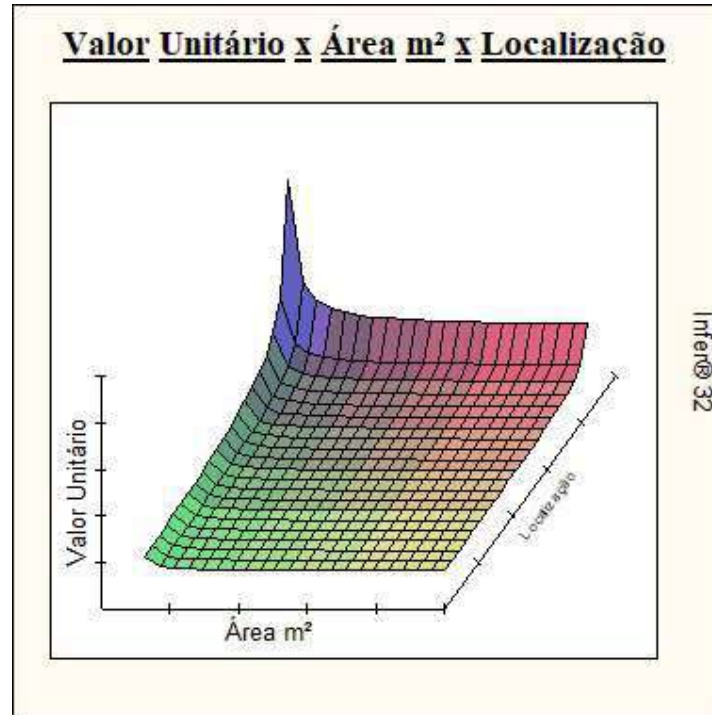 Valor Unitário x Área m² x Localização
Valor Unitário
Localização
Área m²
Infer® 32